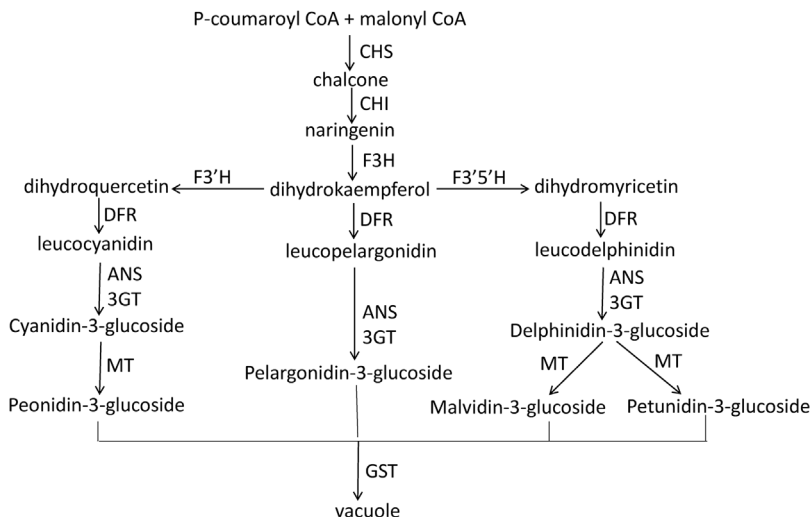 P-coumaroyl CoA + malonyl CoA
CHS
chalcone
CHI
naringenin
F3H
dihydroquercetin F3'H dihydrokaempferol F3'5'H dihydromyricetin
DFR DFR DFR
leucocyanidin leucopelargonidin leucodelphinidin
ANS ANS
3GT ANS 3GT
Cyanidin-3-glucoside 3GT Delphinidin-3-glucoside
MT MT MT
Pelargonidin-3-glucoside
Peonidin-3-glucoside Malvidin-3-glucoside Petunidin-3-glucoside
GST
vacuole